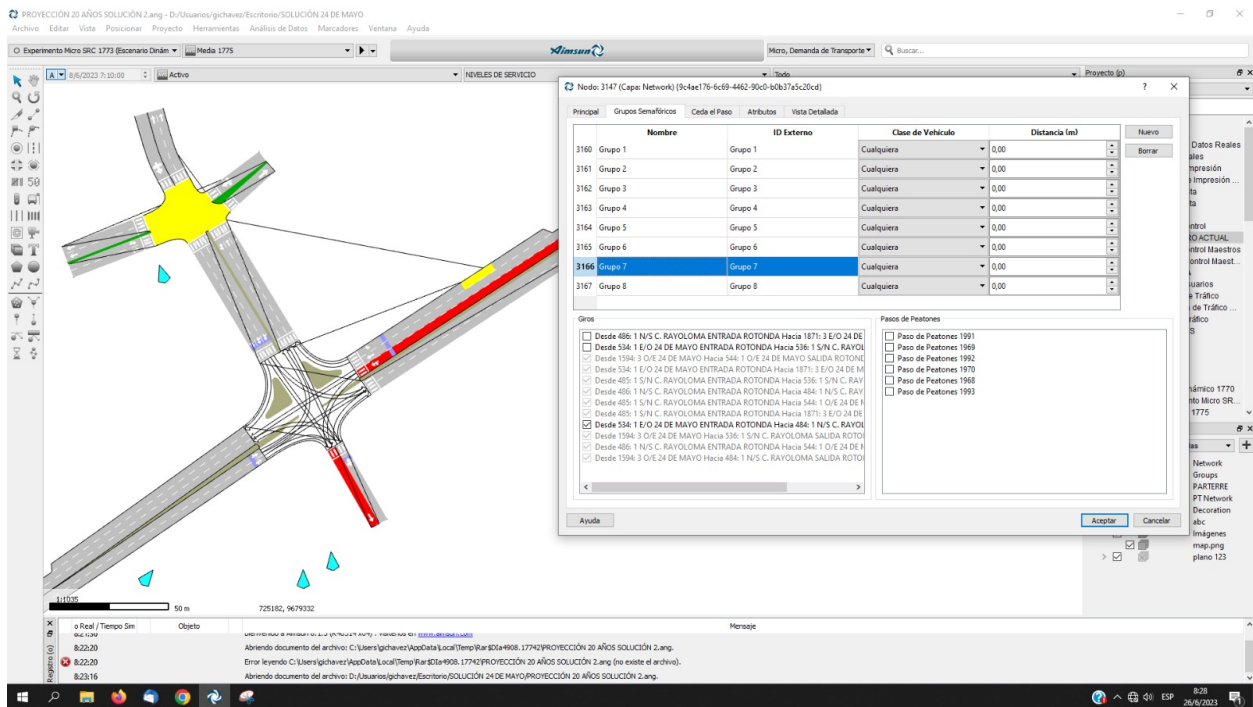 PROYECCIÓN 20 AÑOS SOLUCIÓN 2.ang - D:/Usuarios/gichavez/Escritorio/SOLUCIÓN 24 DE MAYO
Archivo Editar Vista Posicionar Proyecto Herramientas Análisis de Datos Marcadores Ventana Ayuda
Experimento Micro SRC 1773 (Escenario Dinám Media 1775 Aimsun Micro, Demanda de Transporte Buscar...
A 8/6/2023 7:10:00 Activo NIVELES DE SERVICIO Todo Proyecto (p)
Nodo: 3147 (Capa: Network) {9c4ae176-6c69-4462-90c0-b0b37a5c20cd}
Principal Grupos Semafóricos Ceda el Paso Atributos Vista Detallada
Nombre ID Externo Clase de Vehículo Distancia (m) Nuevo
3160 Grupo 1 Grupo 1 Cualquiera 0,00 Borrar
3161 Grupo 2 Grupo 2 Cualquiera 0,00
3162 Grupo 3 Grupo 3 Cualquiera 0,00
3163 Grupo 4 Grupo 4 Cualquiera 0,00
3164 Grupo 5 Grupo 5 Cualquiera 0,00
3165 Grupo 6 Grupo 6 Cualquiera 0,00
3166 Grupo 7 Grupo 7 Cualquiera 0,00
3167 Grupo 8 Grupo 8 Cualquiera 0,00
Giros
Desde 486: 1 N/S C. RAYOLOMA ENTRADA ROTONDA Hacia 1871: 3 E/O 24 DE
Desde 534: 1 E/O 24 DE MAYO ENTRADA ROTONDA Hacia 536: 1 S/N C. RAYOL
Desde 1594: 3 O/E 24 DE MAYO Hacia 544: 1 O/E 24 DE MAYO SALIDA ROTOND
Desde 534: 1 E/O 24 DE MAYO ENTRADA ROTONDA Hacia 1871: 3 E/O 24 DE M
Desde 485: 1 S/N C. RAYOLOMA ENTRADA ROTONDA Hacia 536: 1 S/N C. RAY
Desde 486: 1 N/S C. RAYOLOMA ENTRADA ROTONDA Hacia 484: 1 N/S C. RAY
Desde 485: 1 S/N C. RAYOLOMA ENTRADA ROTONDA Hacia 544: 1 O/E 24 DE
Desde 485: 1 S/N C. RAYOLOMA ENTRADA ROTONDA Hacia 1871: 3 E/O 24 DE
Desde 534: 1 E/O 24 DE MAYO ENTRADA ROTONDA Hacia 484: 1 N/S C. RAYOL
Desde 1594: 3 O/E 24 DE MAYO Hacia 536: 1 S/N C. RAYOLOMA SALIDA ROTO
Desde 486: 1 N/S C. RAYOLOMA ENTRADA ROTONDA Hacia 544: 1 O/E 24 DE
Desde 1594: 3 O/E 24 DE MAYO Hacia 484: 1 N/S C. RAYOLOMA SALIDA ROTO
Pasos de Peatones
Paso de Peatones 1991
Paso de Peatones 1969
Paso de Peatones 1992
Paso de Peatones 1970
Paso de Peatones 1968
Paso de Peatones 1993
Ayuda Aceptar Cancelar
Datos Reales
ales
mpresión
Impresión ...
ta
ta
ntrol
RO ACTUAL
ntrol Maestros
ontrol Maest...
uarios
e Tráfico
de Tráfico ...
ráfico
S
námico 1770
nto Micro SR...
1775
Network
Groups
PARTERRE
PT Network
Decoration
abc
Imágenes
map.png
plano 123
1:1035
50 m 725182, 9679332
o Real / Tiempo Sim Objeto Mensaje
8:22:20 Abriendo documento del archivo: C:\Users\gichavez\AppData\Local\Temp\Rar$DIa4908.17742\PROYECCIÓN 20 AÑOS SOLUCIÓN 2.ang.
8:22:20 Error leyendo C:\Users\gichavez\AppData\Local\Temp\Rar$DIa4908.17742\PROYECCIÓN 20 AÑOS SOLUCIÓN 2.ang (no existe el archivo).
8:23:16 Abriendo documento del archivo: D:/Usuarios/gichavez/Escritorio/SOLUCIÓN 24 DE MAYO/PROYECCIÓN 20 AÑOS SOLUCIÓN 2.ang.
Registro (o)
ESP 8:28
26/6/2023